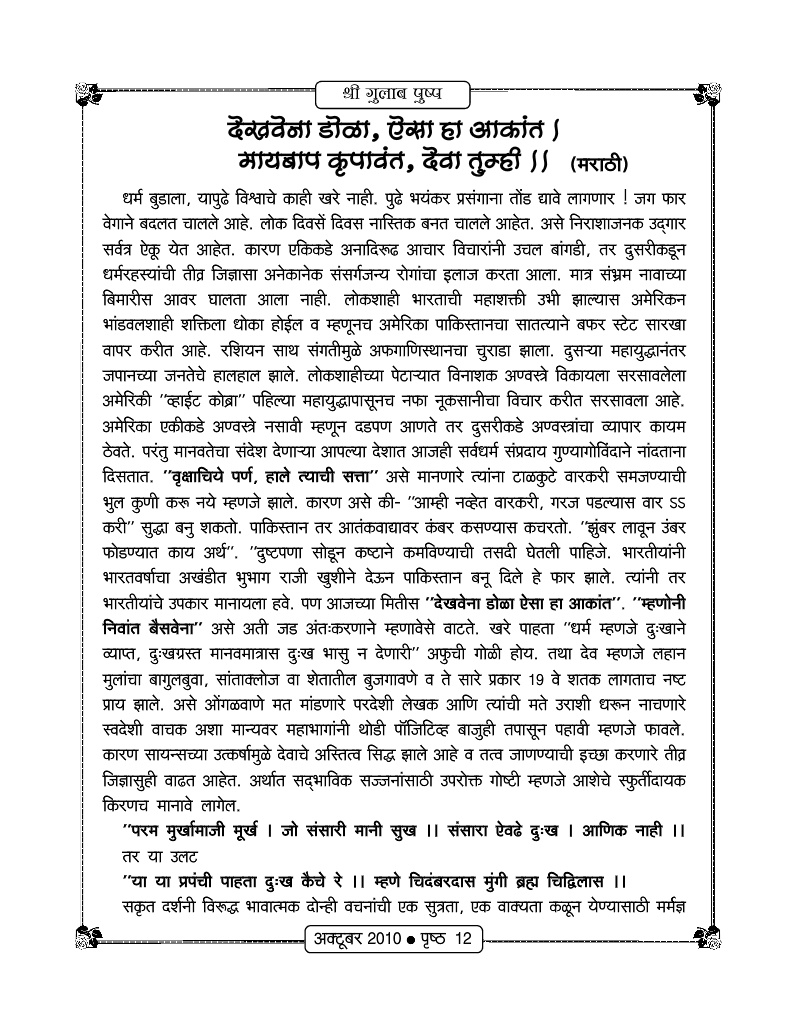 श्री गुलाब पुष्प
देखवेना डोळा, ऐसा हा आकांत |
मायबाप कृपावंत, देवा तुम्ही || (मराठी)
धर्म बुडाला, यापुढे विश्वाचे काही खरे नाही. पुढे भयंकर प्रसंगाना तोंड द्यावे लागणार ! जग फार
वेगाने बदलत चालले आहे. लोक दिवसें दिवस नास्तिक बनत चालले आहेत. असे निराशाजनक उद्‌गार
सर्वत्र ऐकू येत आहेत. कारण एकिकडे अनादिरूढ आचार विचारांनी उचल बांगडी, तर दुसरीकडून
धर्मरहस्यांची तीव्र जिज्ञासा अनेकानेक संसर्गजन्य रोगांचा इलाज करता आला. मात्र संभ्रम नावाच्या
बिमारीस आवर घालता आला नाही. लोकशाही भारताची महाशक्ती उभी झाल्यास अमेरिकन
भांडवलशाही शक्तिला धोका होईल व म्हणूनच अमेरिका पाकिस्तानचा सातत्याने बफर स्टेट सारखा
वापर करीत आहे. रशियन साथ संगतीमुळे अफगाणिस्थानचा चुराडा झाला. दुसऱ्या महायुद्धानंतर
जपानच्या जनतेचे हालहाल झाले. लोकशाहीच्या पेटाऱ्यात विनाशक अण्वस्त्रे विकायला सरसावलेला
अमेरिकी ”व्हाईट कोब्रा” पहिल्या महायुद्धापासूनच नफा नूकसानीचा विचार करीत सरसावला आहे.
अमेरिका एकीकडे अण्वस्त्रे नसावी म्हणून दडपण आणते तर दुसरीकडे अण्वस्त्रांचा व्यापार कायम
ठेवते. परंतु मानवतेचा संदेश देणाऱ्या आपल्या देशात आजही सर्वधर्म संप्रदाय गुण्यागोविंदाने नांदताना
दिसतात. ”वृक्षाचिये पर्ण, हाले त्याची सत्ता” असे मानणारे त्यांना टाळकुटे वारकरी समजण्याची
भुल कुणी करू नये म्हणजे झाले. कारण असे की- ”आम्ही नव्हेत वारकरी, गरज पडल्यास वार SS
करी” सुद्धा बनु शकतो. पाकिस्तान तर आतंकवाद्यावर कंबर कसण्यास कचरतो. ”झुंबर लावून उंबर
फोडण्यात काय अर्थ”. ”दुष्टपणा सोडून कष्टाने कमविण्याची तसदी घेतली पाहिजे. भारतीयांनी
भारतवर्षाचा अखंडीत भुभाग राजी खुशीने देऊन पाकिस्तान बनू दिले हे फार झाले. त्यांनी तर
भारतीयांचे उपकार मानायला हवे. पण आजच्या मितीस ”देखवेना डोळा ऐसा हा आकांत”. ”म्हणोनी
निवांत बैसवेना” असे अती जड अंतःकरणाने म्हणावेसे वाटते. खरे पाहता ”धर्म म्हणजे दुःखाने
व्याप्त, दुःखग्रस्त मानवमात्रास दुःख भासु न देणारी” अफुची गोळी होय. तथा देव म्हणजे लहान
मुलांचा बागुलबुवा, सांताक्लोज वा शेतातील बुजगावणे व ते सारे प्रकार 19 वे शतक लागताच नष्ट
प्राय झाले. असे ओंगळवाणे मत मांडणारे परदेशी लेखक आणि त्यांची मते उराशी धरून नाचणारे
स्वदेशी वाचक अशा मान्यवर महाभागांनी थोडी पॉजिटिव्ह बाजुही तपासून पहावी म्हणजे फावले.
कारण सायन्सच्या उत्कर्षामुळे देवाचे अस्तित्व सिद्ध झाले आहे व तत्व जाणण्याची इच्छा करणारे तीव्र
जिज्ञासुही वाढत आहेत. अर्थात सद्‌भाविक सज्जनांसाठी उपरोक्त गोष्टी म्हणजे आशेचे स्फुर्तीदायक
किरणच मानावे लागेल.
”परम मुर्खामाजी मूर्ख । जो संसारी मानी सुख ।। संसारा ऐवढे दुःख । आणिक नाही ।।
तर या उलट
”या या प्रपंची पाहता दुःख कैचे रे ।। म्हणे चिदंबरदास मुंगी ब्रह्म चिद्विलास ।।
सकृत दर्शनी विरूद्ध भावात्मक दोन्ही वचनांची एक सुत्रता, एक वाक्यता कळून येण्यासाठी मर्मज्ञ
अक्टूबर 2010 ● पृष्ठ 12